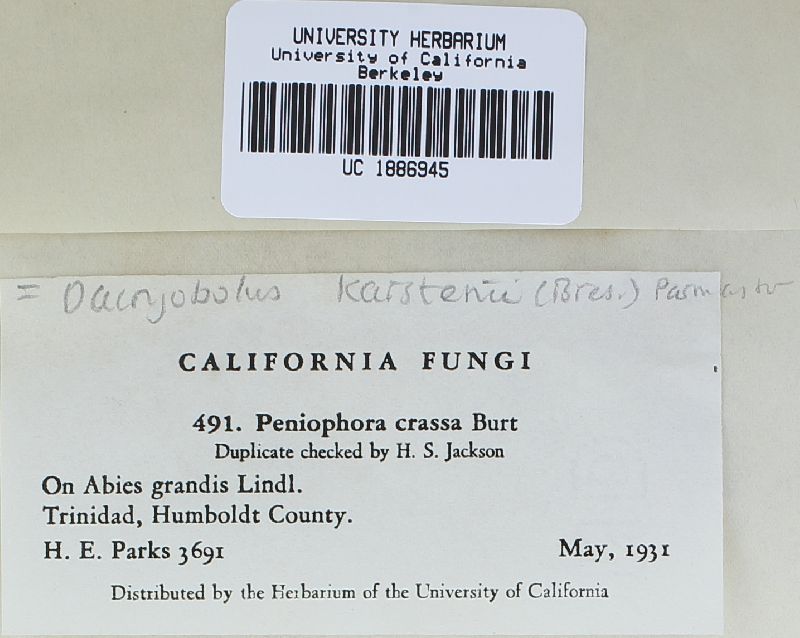 UNIVERSITY HERBARIUM
University of California
Berkeley
UC 1886945
= Dacryobolus Karstenii (Bres.) Parmasto
CALIFORNIA FUNGI
491. Peniophora crassa Burt
Duplicate checked by H. S. Jackson
On Abies grandis Lindl.
Trinidad, Humboldt County.
H. E. Parks 3691 May, 1931
Distributed by the Herbarium of the University of California